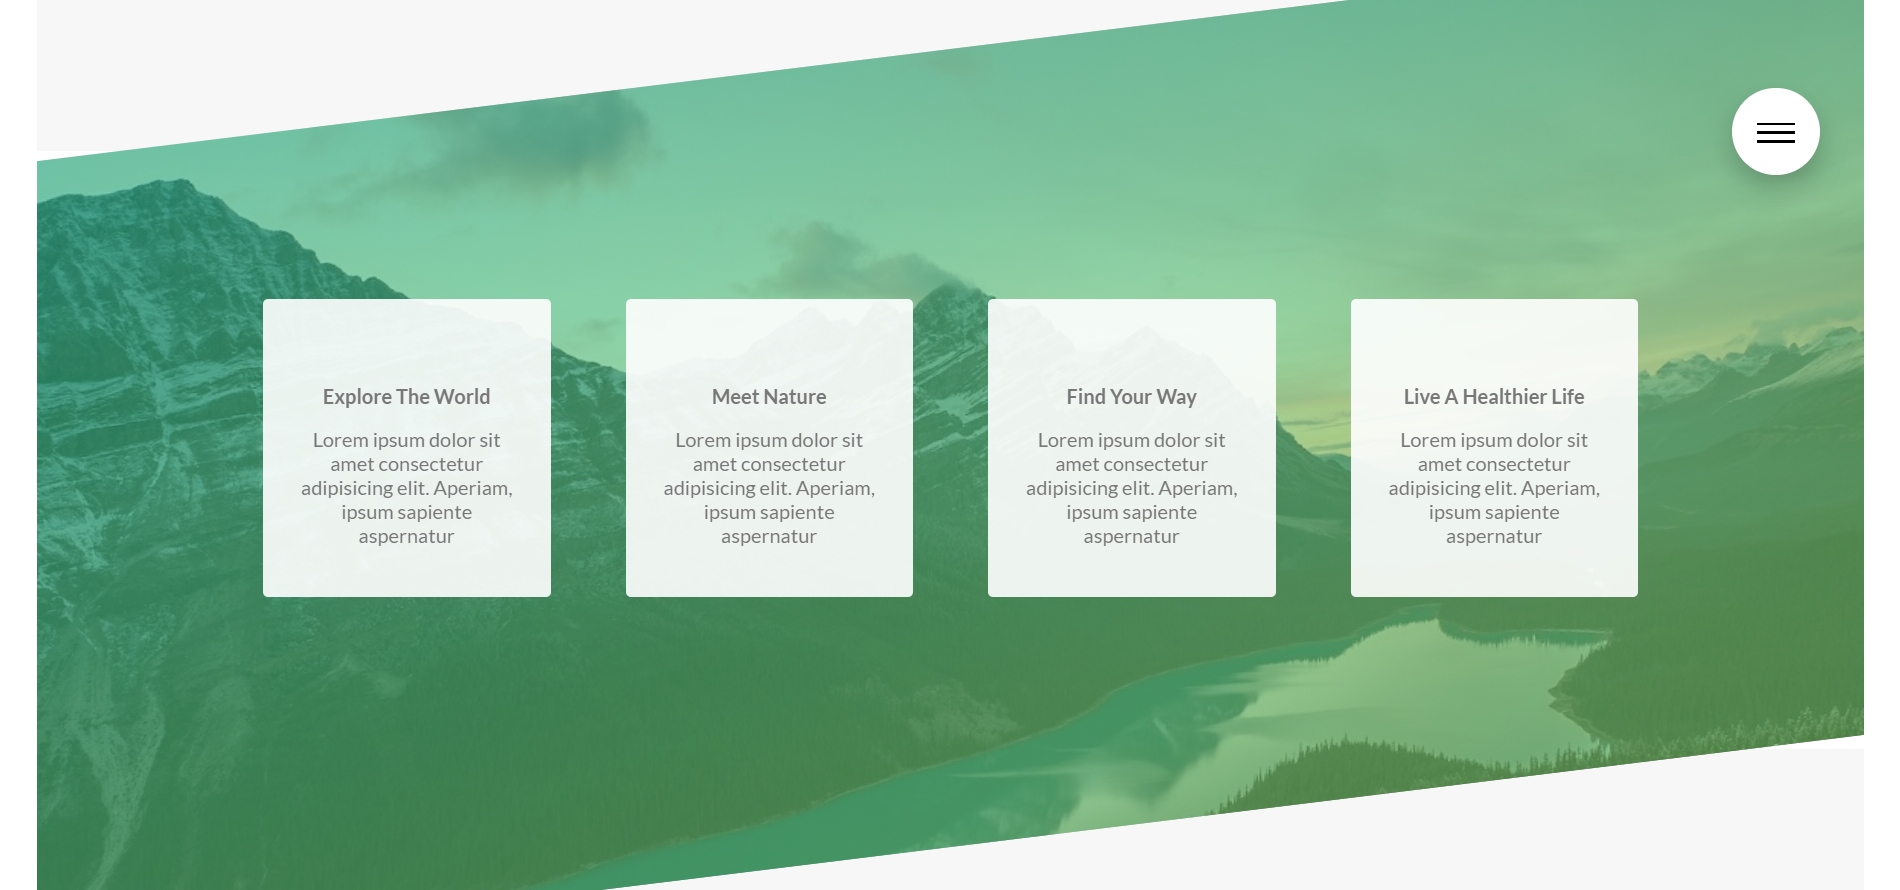 Explore The World
Lorem ipsum dolor sit
amet consectetur
adipisicing elit. Aperiam,
ipsum sapiente
aspernatur
Meet Nature
Lorem ipsum dolor sit
amet consectetur
adipisicing elit. Aperiam,
ipsum sapiente
aspernatur
Find Your Way
Lorem ipsum dolor sit
amet consectetur
adipisicing elit. Aperiam,
ipsum sapiente
aspernatur
Live A Healthier Life
Lorem ipsum dolor sit
amet consectetur
adipisicing elit. Aperiam,
ipsum sapiente
aspernatur